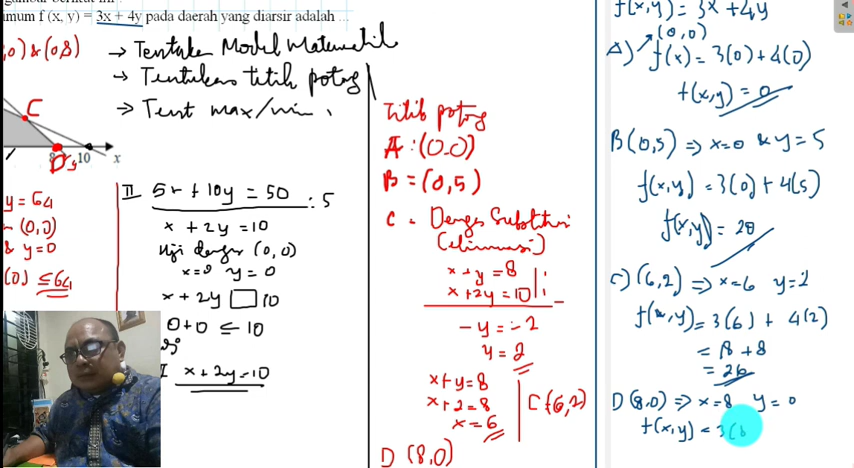 imum f (x, y) = 3x + 4y pada daerah yang diarsir adalah ...
,0) & (0,8)
→ Tentukan Model Matematik
→ Tentukan titik potong
→ Tent max/min
C
D
8
10
x
y = 64
(0,0)
& y=0
(0) ≤ 64
II 5x + 10y = 50 : 5
x + 2y = 10
Uji dengan (0, 0)
x=0 y=0
x + 2y □ 10
0+0 ≤ 10
x + 2y = 10
Titik potong
A : (0.0)
B = (0,5)
C = Dengan Substitusi
(eliminasi)
x + y = 8
x + 2y = 10
-y = -2
y = 2
x + y = 8
x + 2 = 8
x = 6
C (6,2)
D (8,0)
f(x,y) = 3x + 4y
(0,0)
A) f(x) = 3(0) + 4(0)
f(x,y) = 0
B(0,5) ⇒ x=0 & y=5
f(x,y) = 3(0) + 4(5)
f(x,y) = 20
C) (6,2) ⇒ x=6 y=2
f(x,y) = 3(6) + 4(2)
= 18 + 8
= 26
D (8,0) ⇒ x=8 y=0
f(x,y) = 3(8